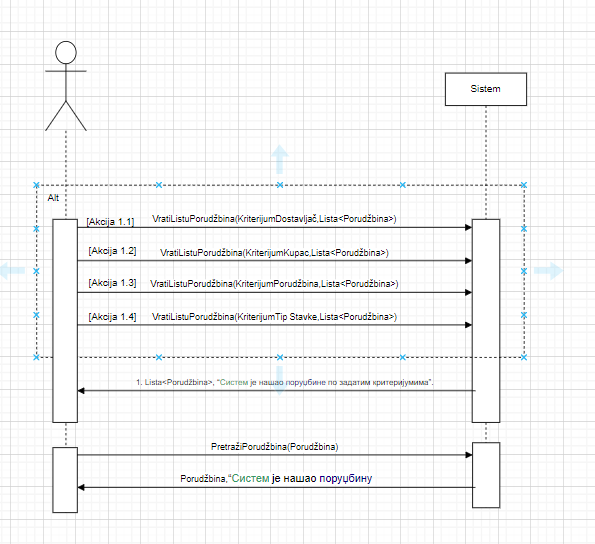 Sistem
Alt
[Akcija 1.1] VratiListuPorudžbina(KriterijumDostavljač,Lista<Porudžbina>)
[Akcija 1.2] VratiListuPorudžbina(KriterijumKupac,Lista<Porudžbina>)
[Akcija 1.3] VratiListuPorudžbina(KriterijumPorudžbina,Lista<Porudžbina>)
[Akcija 1.4] VratiListuPorudžbina(KriterijumTip Stavke,Lista<Porudžbina>)
1. Lista<Porudžbina>, "Систем је нашао поруџбине по задатим критеријумима".
PretražiPorudžbina(Porudžbina)
Porudžbina,"Систем је нашао поруџбину